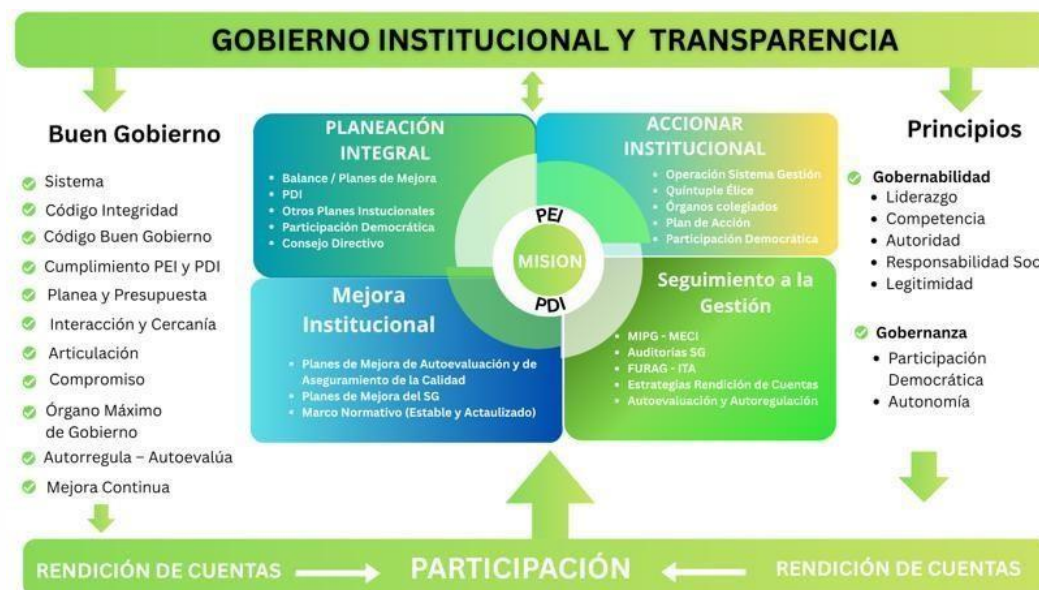 GOBIERNO INSTITUCIONAL Y TRANSPARENCIA
Buen Gobierno
Sistema
Código Integridad
Código Buen Gobierno
Cumplimiento PEI y PDI
Planea y Presupuesta
Interacción y Cercanía
Articulación
Compromiso
Órgano Máximo
de Gobierno
Autorregula – Autoevalúa
Mejora Continua
PLANEACIÓN
INTEGRAL
• Balance / Planes de Mejora
• PDI
• Otros Planes Instucionales
• Participación Democrática
• Consejo Directivo
ACCIONAR
INSTITUCIONAL
• Operación Sistema Gestión
• Quíntuple Élice
• Órganos colegiados
• Plan de Acción
• Participación Democrática
PEI
MISION
PDI
Mejora
Institucional
• Planes de Mejora de Autoevaluación y de
Aseguramiento de la Calidad
• Planes de Mejora del SG
• Marco Normativo (Estable y Actaulizado)
Seguimiento a la
Gestión
• MIPG - MECI
• Auditorías SG
• FURAG - ITA
• Estrategias Rendición de Cuentas
• Autoevaluación y Autoregulación
Principios
Gobernabilidad
• Liderazgo
• Competencia
• Autoridad
• Responsabilidad Soc
• Legitimidad
Gobernanza
• Participación
Democrática
• Autonomía
RENDICIÓN DE CUENTAS
PARTICIPACIÓN
RENDICIÓN DE CUENTAS